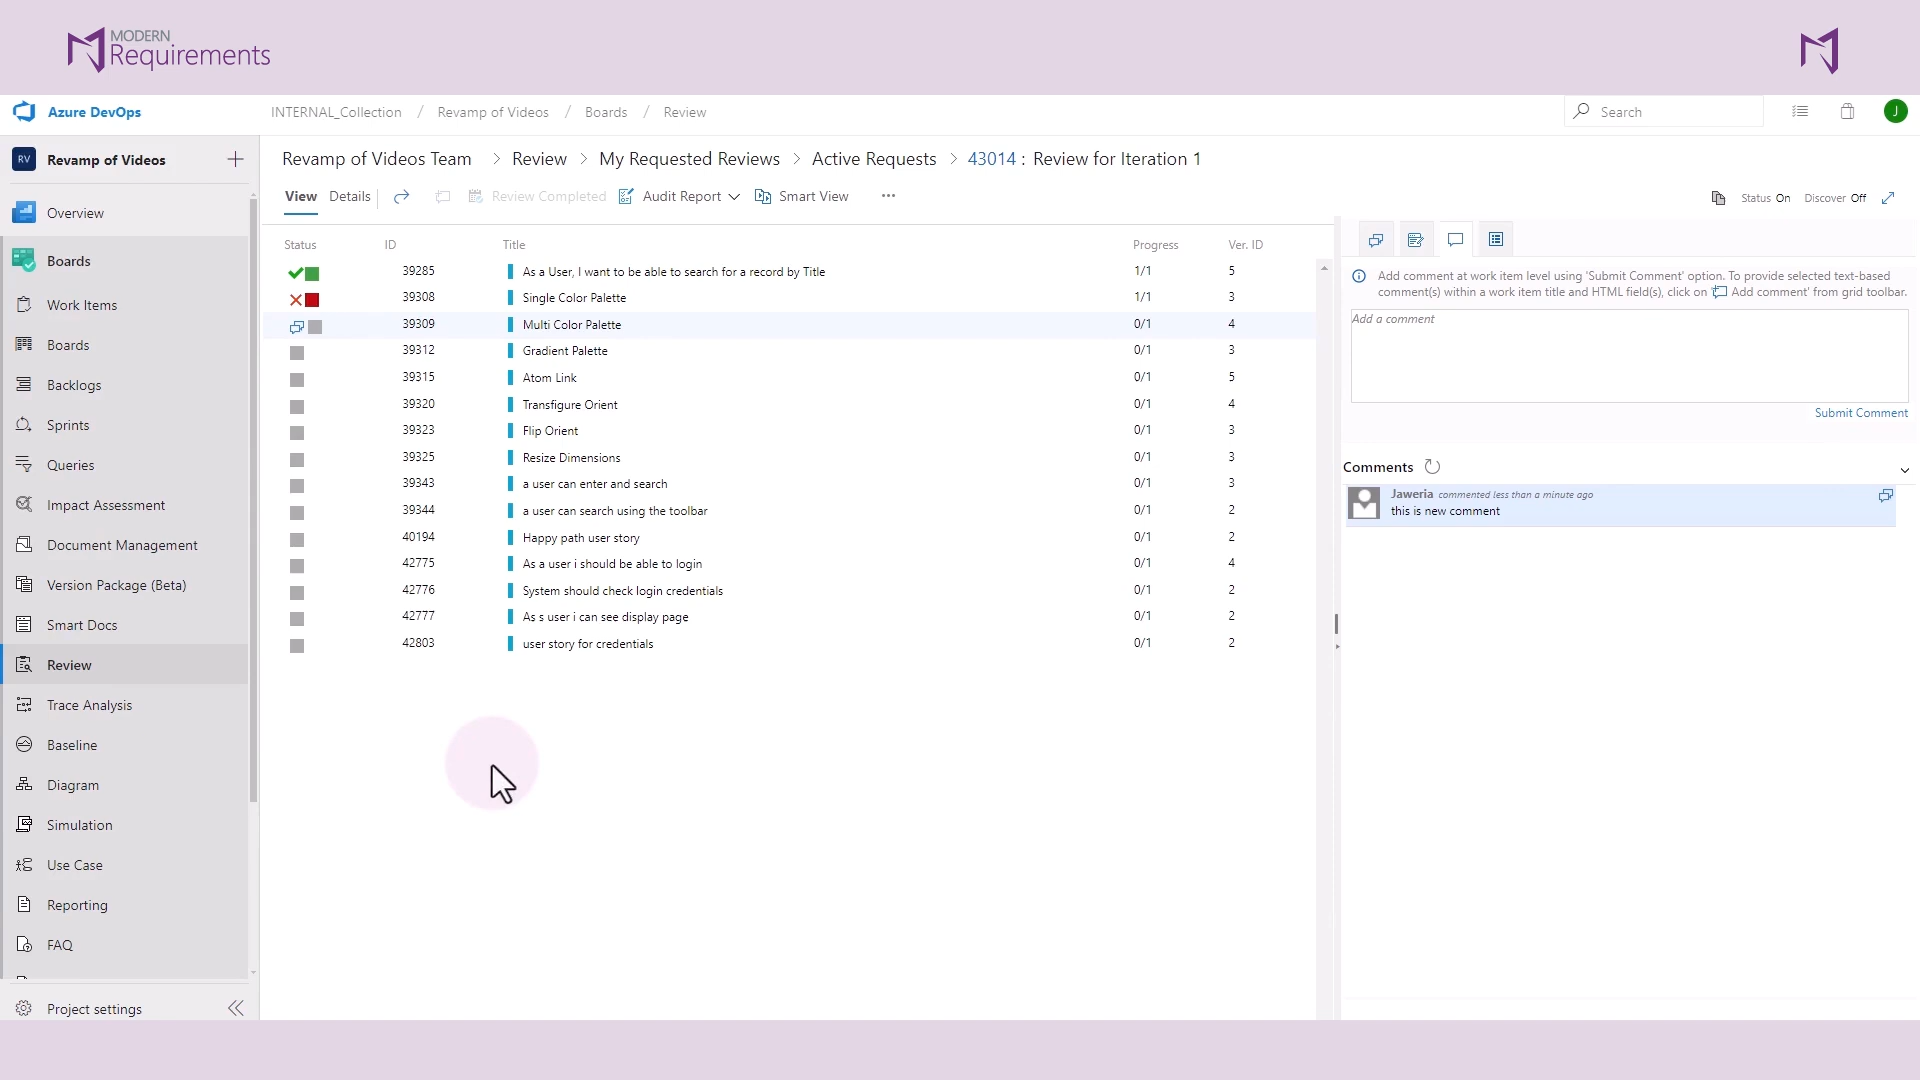 MODERN
Requirements
Azure DevOps
INTERNAL_Collection / Revamp of Videos / Boards / Review
Search
J
RV Revamp of Videos
Overview
Boards
Work Items
Boards
Backlogs
Sprints
Queries
Impact Assessment
Document Management
Version Package (Beta)
Smart Docs
Review
Trace Analysis
Baseline
Diagram
Simulation
Use Case
Reporting
FAQ
Project settings
Revamp of Videos Team > Review > My Requested Reviews > Active Requests > 43014 : Review for Iteration 1
View Details Review Completed Audit Report Smart View ...
Status On Discover Off
Status ID Title Progress Ver. ID
39285 As a User, I want to be able to search for a record by Title 1/1 5
39308 Single Color Palette 1/1 3
39309 Multi Color Palette 0/1 4
39312 Gradient Palette 0/1 3
39315 Atom Link 0/1 5
39320 Transfigure Orient 0/1 4
39323 Flip Orient 0/1 3
39325 Resize Dimensions 0/1 3
39343 a user can enter and search 0/1 3
39344 a user can search using the toolbar 0/1 2
40194 Happy path user story 0/1 2
42775 As a user i should be able to login 0/1 4
42776 System should check login credentials 0/1 2
42777 As s user i can see display page 0/1 2
42803 user story for credentials 0/1 2
Add comment at work item level using 'Submit Comment' option. To provide selected text-based
comment(s) within a work item title and HTML field(s), click on Add comment' from grid toolbar.
Add a comment
Submit Comment
Comments
Jaweria commented less than a minute ago
this is new comment